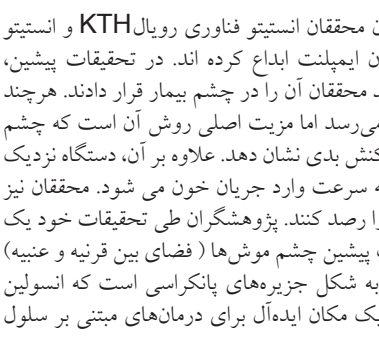 محققان انستیتو فناوری رویالKTH و انستیتو
ایمپلنت ابداع کرده اند. در تحقیقات پیشین،
محققان آن را در چشم بیمار قرار دادند. هرچند
می‌رسد اما مزیت اصلی روش آن است که چشم
کنش بدی نشان دهد. علاوه بر آن، دستگاه نزدیک
سرعت وارد جریان خون می شود. محققان نیز
را رصد کنند. پژوهشگران طی تحقیقات خود یک
پیشین چشم موش‌ها ( فضای بین قرنیه و عنبیه)
به شکل جزیره‌های پانکراسی است که انسولین
یک مکان ایده‌آل برای درمان‌های مبتنی بر سلول